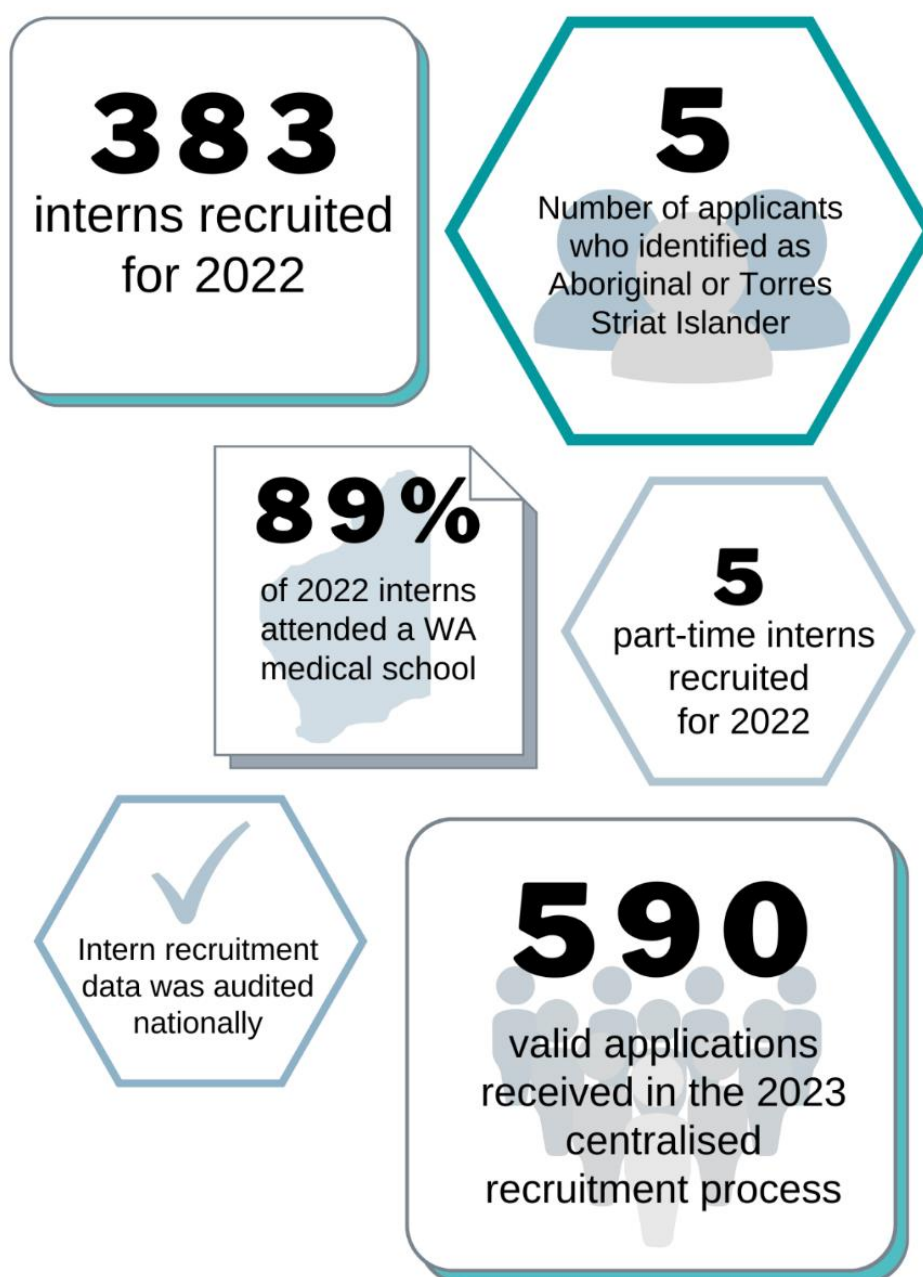 383
interns recruited
for 2022
5
Number of applicants
who identified as
Aboriginal or Torres
Striat Islander
89%
of 2022 interns
attended a WA
medical school
5
part-time interns
recruited
for 2022
Intern recruitment
data was audited
nationally
590
valid applications
received in the 2023
centralised
recruitment process